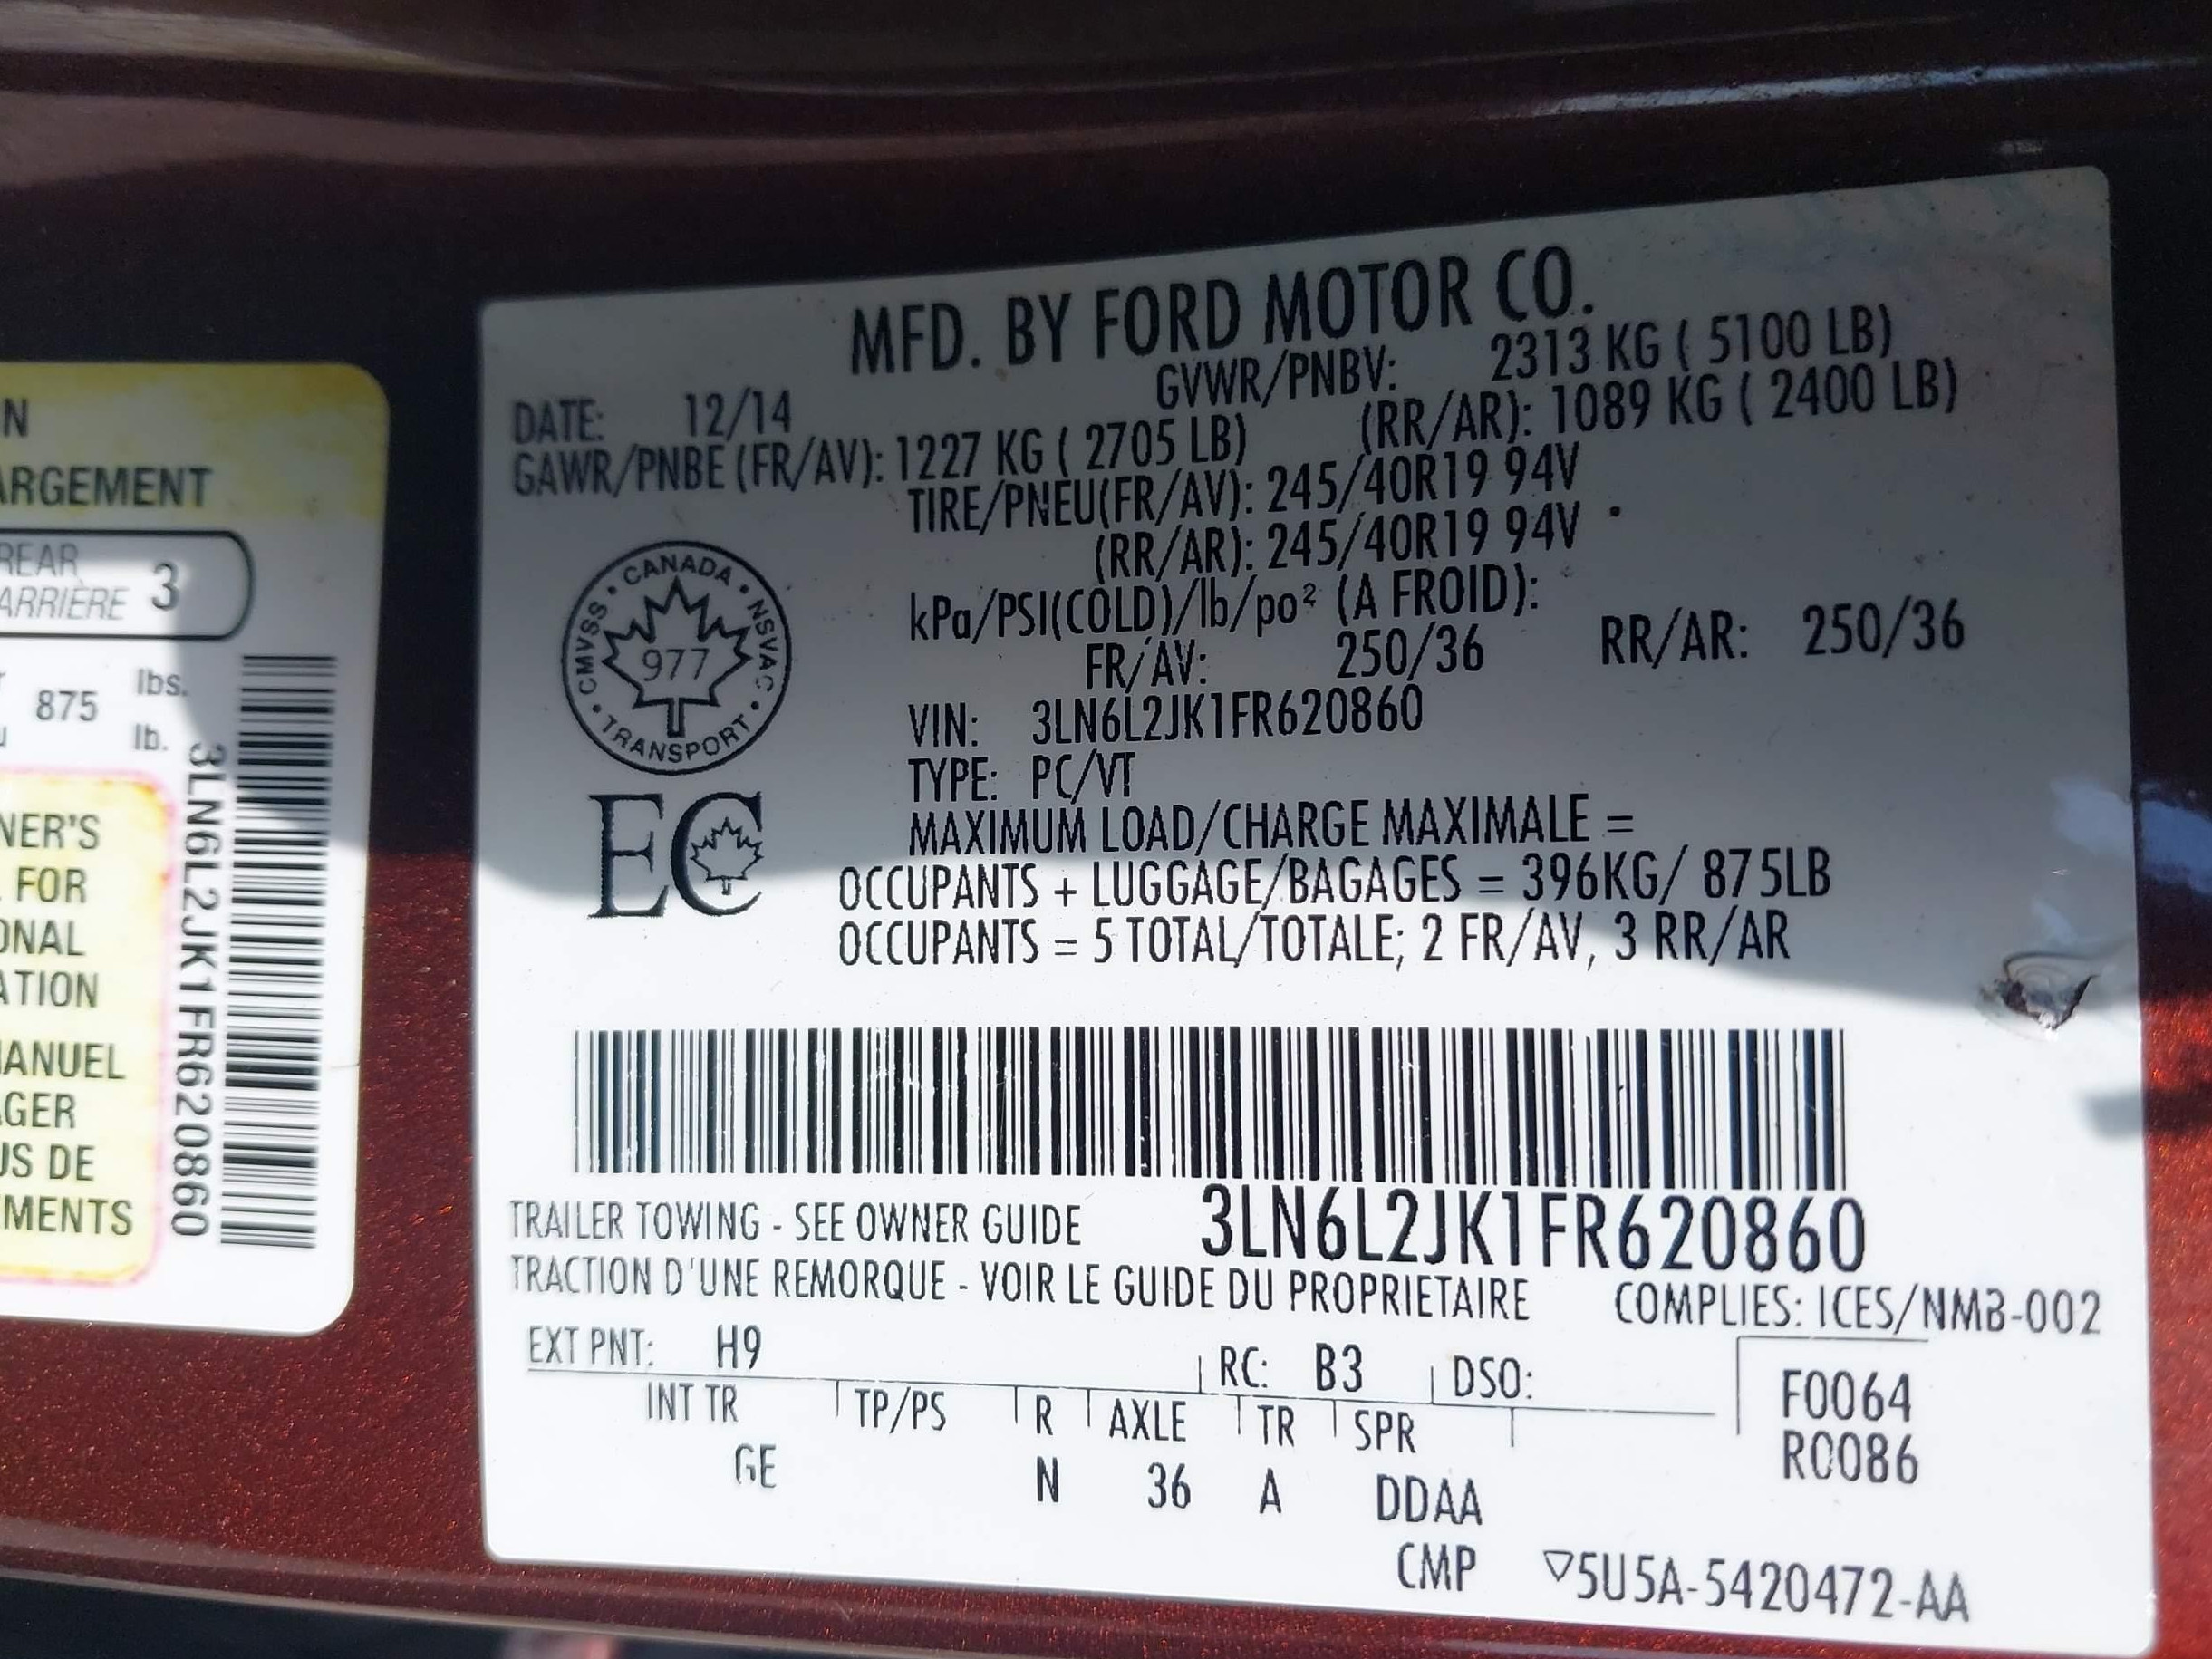 N
ARGEMENT
REAR
ARRIÈRE 3
875 lbs.
lb.
NER'S
FOR
ONAL
ATION
MANUEL
GER
US DE
MENTS
3LN6L2JK1FR620860
MFD. BY FORD MOTOR CO.
DATE: 12/14 GVWR/PNBV: 2313 KG ( 5100 LB)
GAWR/PNBE (FR/AV): 1227 KG ( 2705 LB) (RR/AR): 1089 KG ( 2400 LB)
TIRE/PNEU(FR/AV): 245/40R19 94V
(RR/AR): 245/40R19 94V
kPa/PSI(COLD)/lb/po² (A FROID):
FR/AV: 250/36 RR/AR: 250/36
CANADA • NSVAC • TRANSPORT • CMVSS •
977
VIN: 3LN6L2JK1FR620860
TYPE: PC/VT
EC
MAXIMUM LOAD/CHARGE MAXIMALE =
OCCUPANTS + LUGGAGE/BAGAGES = 396KG/ 875LB
OCCUPANTS = 5 TOTAL/TOTALE; 2 FR/AV, 3 RR/AR
TRAILER TOWING - SEE OWNER GUIDE 3LN6L2JK1FR620860
TRACTION D'UNE REMORQUE - VOIR LE GUIDE DU PROPRIETAIRE COMPLIES: ICES/NMB-002
EXT PNT: H9 RC: B3 DSO: F0064
INT TR TP/PS R AXLE TR SPR R0086
GE N 36 A DDAA
CMP ▽5U5A-5420472-AA